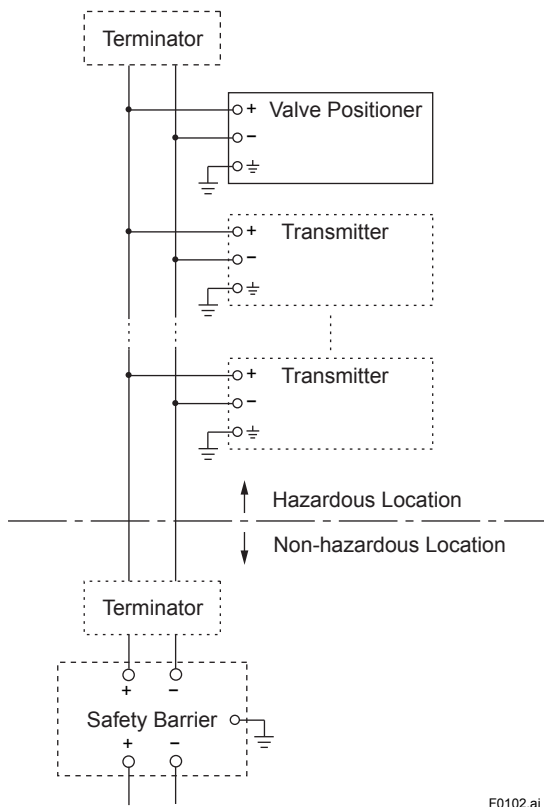 Terminator
+ Valve Positioner
−
+ Transmitter
−
+ Transmitter
−
Hazardous Location
Non-hazardous Location
Terminator
+ −
Safety Barrier
+ −
F0102.ai